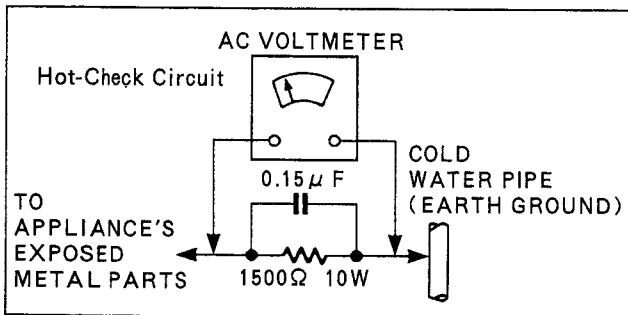 AC VOLTMETER
Hot-Check Circuit
COLD
WATER PIPE
(EARTH GROUND)
0.15μF
TO
APPLIANCE'S
EXPOSED
METAL PARTS
1500Ω 10W